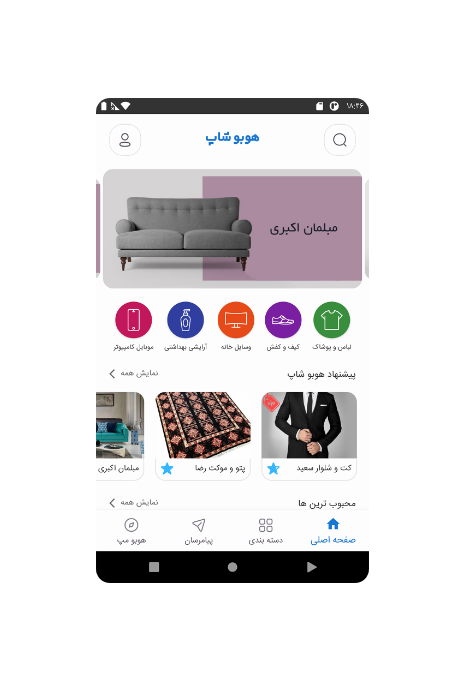 ۱۸:۴۶
هوبو شاپ
مبلمان اکبری
لباس و پوشاک
کیف و کفش
وسایل خانه
آرایشی بهداشتی
موبایل کامپیوتر
پیشنهاد هوبو شاپ
نمایش همه
کت و شلوار سعید
پتو و موکت رضا
مبلمان اکبری
محبوب ترین ها
نمایش همه
صفحه اصلی
دسته بندی
پیامرسان
هوبو مپ